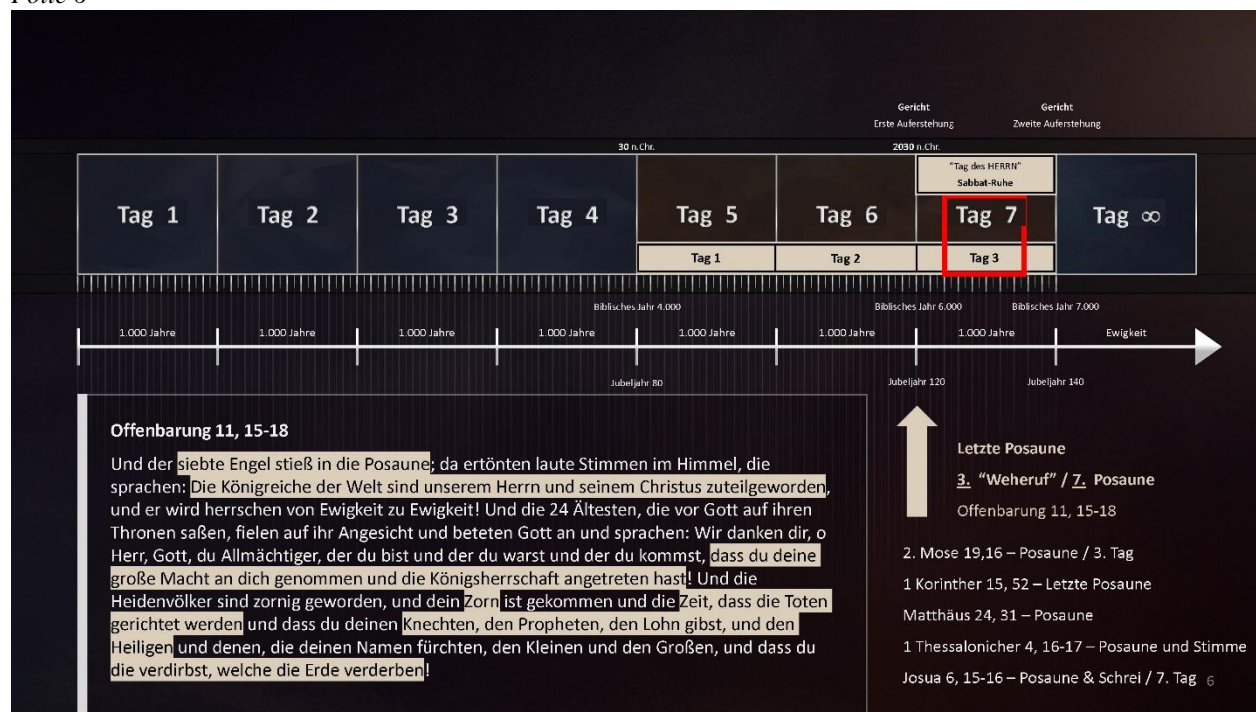 Gericht
Erste Auferstehung
Gericht
Zweite Auferstehung
30 n.Chr.
2030 n.Chr.
"Tag des HERRN"
Sabbat-Ruhe
Tag 1
Tag 2
Tag 3
Tag 4
Tag 5
Tag 6
Tag 7
Tag ∞
Tag 1
Tag 2
Tag 3
Biblisches Jahr 4.000
Biblisches Jahr 6.000
Biblisches Jahr 7.000
1.000 Jahre
1.000 Jahre
1.000 Jahre
1.000 Jahre
1.000 Jahre
1.000 Jahre
1.000 Jahre
Ewigkeit
Jubeljahr 80
Jubeljahr 120
Jubeljahr 140
Offenbarung 11, 15-18
Und der siebte Engel stieß in die Posaune; da ertönten laute Stimmen im Himmel, die
sprachen: Die Königreiche der Welt sind unserem Herrn und seinem Christus zuteilgeworden,
und er wird herrschen von Ewigkeit zu Ewigkeit! Und die 24 Ältesten, die vor Gott auf ihren
Thronen saßen, fielen auf ihr Angesicht und beteten Gott an und sprachen: Wir danken dir, o
Herr, Gott, du Allmächtiger, der du bist und der du warst und der du kommst, dass du deine
große Macht an dich genommen und die Königsherrschaft angetreten hast! Und die
Heidenvölker sind zornig geworden, und dein Zorn ist gekommen und die Zeit, dass die Toten
gerichtet werden und dass du deinen Knechten, den Propheten, den Lohn gibst, und den
Heiligen und denen, die deinen Namen fürchten, den Kleinen und den Großen, und dass du
die verdirbst, welche die Erde verderben!
Letzte Posaune
3. "Weheruf" / 7. Posaune
Offenbarung 11, 15-18
2. Mose 19,16 – Posaune / 3. Tag
1 Korinther 15, 52 – Letzte Posaune
Matthäus 24, 31 – Posaune
1 Thessalonicher 4, 16-17 – Posaune und Stimme
Josua 6, 15-16 – Posaune & Schrei / 7. Tag
6